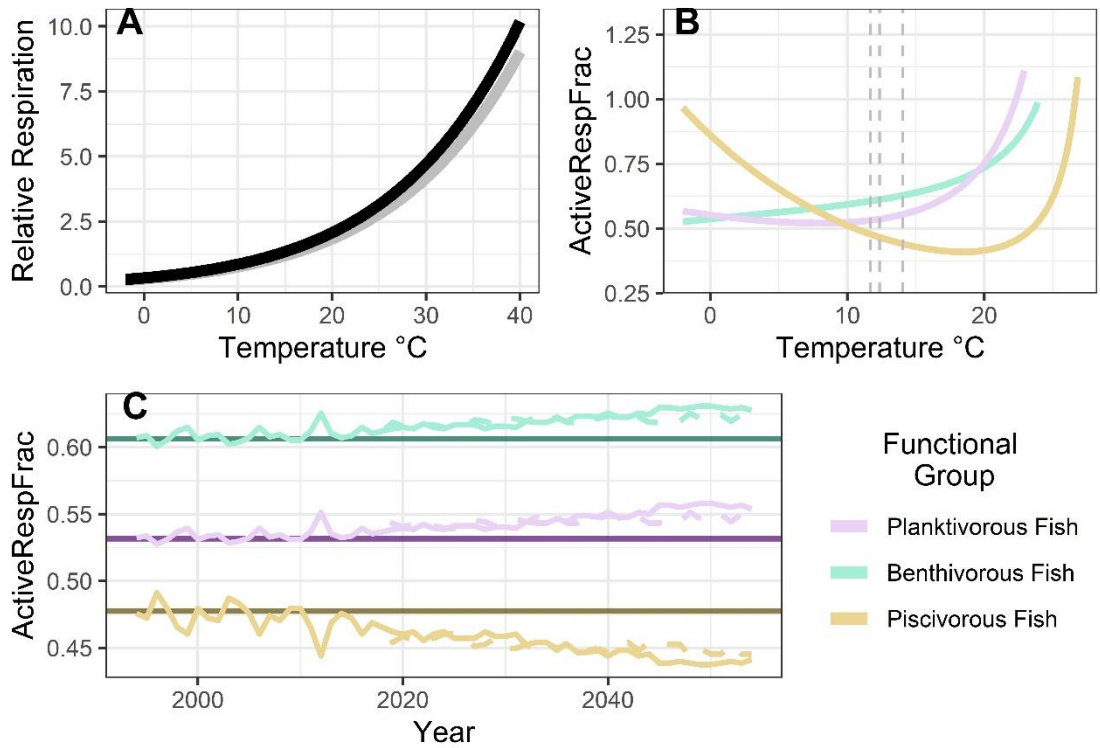 A
Relative Respiration
10.0
7.5
5.0
2.5
0.0
0 10 20 30 40
Temperature °C
B
ActiveRespFrac
1.25
1.00
0.75
0.50
0.25
0 10 20
Temperature °C
C
ActiveRespFrac
0.60
0.55
0.50
0.45
2000 2020 2040
Year
Functional
Group
Planktivorous Fish
Benthivorous Fish
Piscivorous Fish